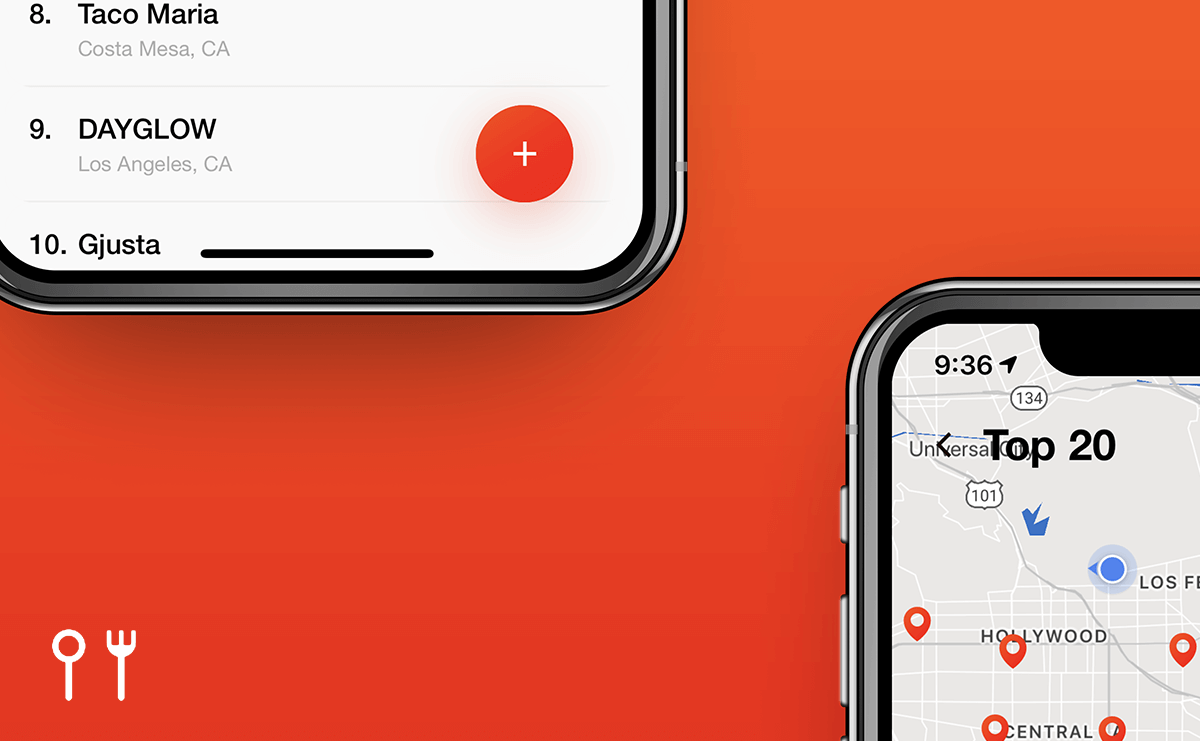 8. Taco Maria
Costa Mesa, CA
9. DAYGLOW
Los Angeles, CA
+
10. Gjusta
9:36
134
Universal City
Top 20
101
LOS FE
HOLLYWOOD
CENTRAL